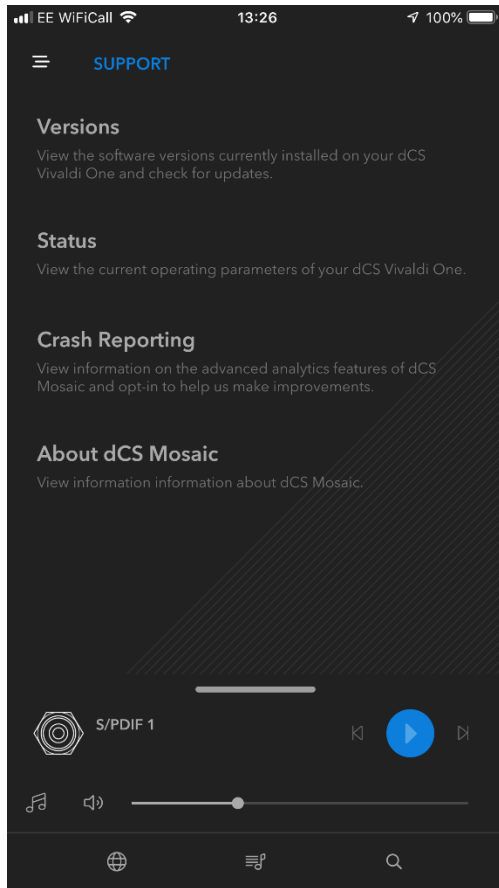 EE WiFiCall 13:26 100%
SUPPORT
Versions
View the software versions currently installed on your dCS
Vivaldi One and check for updates.
Status
View the current operating parameters of your dCS Vivaldi One.
Crash Reporting
View information on the advanced analytics features of dCS
Mosaic and opt-in to help us make improvements.
About dCS Mosaic
View information information about dCS Mosaic.
S/PDIF 1